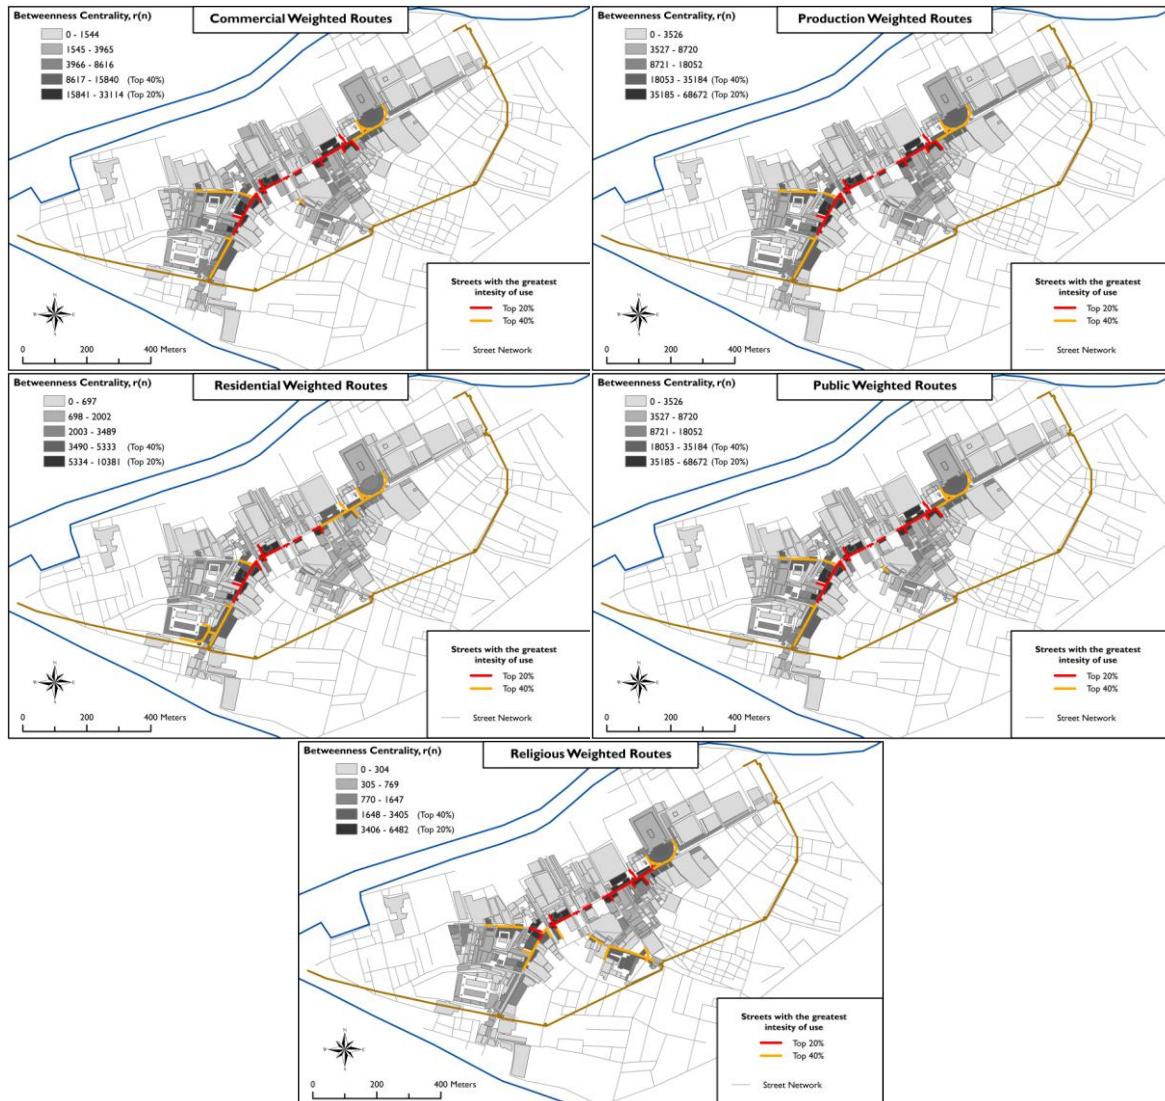 Betweenness Centrality, r(n)
Commercial Weighted Routes
0 - 1544
1545 - 3965
3966 - 8616
8617 - 15840 (Top 40%)
15841 - 33114 (Top 20%)
Streets with the greatest
intesity of use
Top 20%
Top 40%
Street Network
N
W E
S
0 200 400 Meters
Betweenness Centrality, r(n)
Production Weighted Routes
0 - 3526
3527 - 8720
8721 - 18052
18053 - 35184 (Top 40%)
35185 - 68672 (Top 20%)
Streets with the greatest
intesity of use
Top 20%
Top 40%
Street Network
N
W E
S
0 200 400 Meters
Betweenness Centrality, r(n)
Residential Weighted Routes
0 - 697
698 - 2002
2003 - 3489
3490 - 5333 (Top 40%)
5334 - 10381 (Top 20%)
Streets with the greatest
intesity of use
Top 20%
Top 40%
Street Network
N
W E
S
0 200 400 Meters
Betweenness Centrality, r(n)
Public Weighted Routes
0 - 3526
3527 - 8720
8721 - 18052
18053 - 35184 (Top 40%)
35185 - 68672 (Top 20%)
Streets with the greatest
intesity of use
Top 20%
Top 40%
Street Network
N
W E
S
0 200 400 Meters
Betweenness Centrality, r(n)
Religious Weighted Routes
0 - 304
305 - 769
770 - 1647
1648 - 3405 (Top 40%)
3406 - 6482 (Top 20%)
Streets with the greatest
intesity of use
Top 20%
Top 40%
Street Network
N
W E
S
0 200 400 Meters